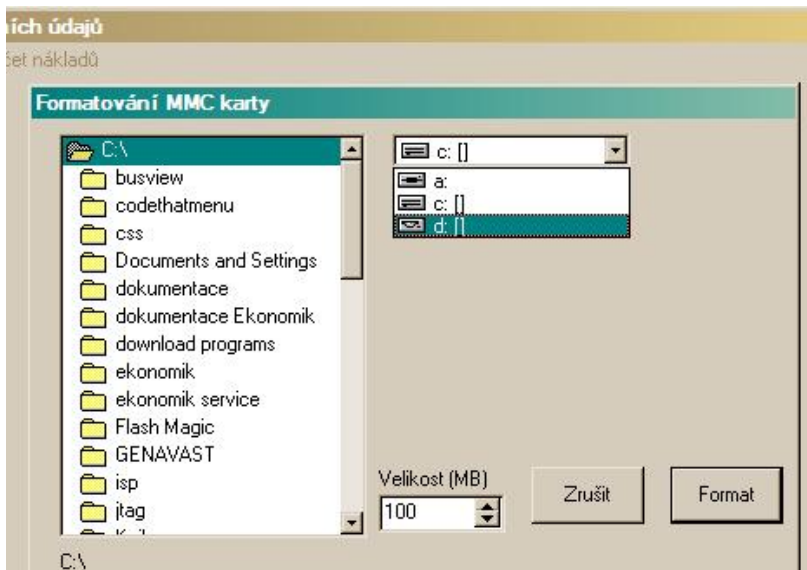 ních údajů
čet nákladů
Formatování MMC karty
C:\
busview
codethatmenu
css
Documents and Settings
dokumentace
dokumentace Ekonomik
download programs
ekonomik
ekonomik service
Flash Magic
GENAVAST
isp
jtag
c: []
a:
c: []
d: []
Velikost (MB)
100
Zrušit
Format
C:\